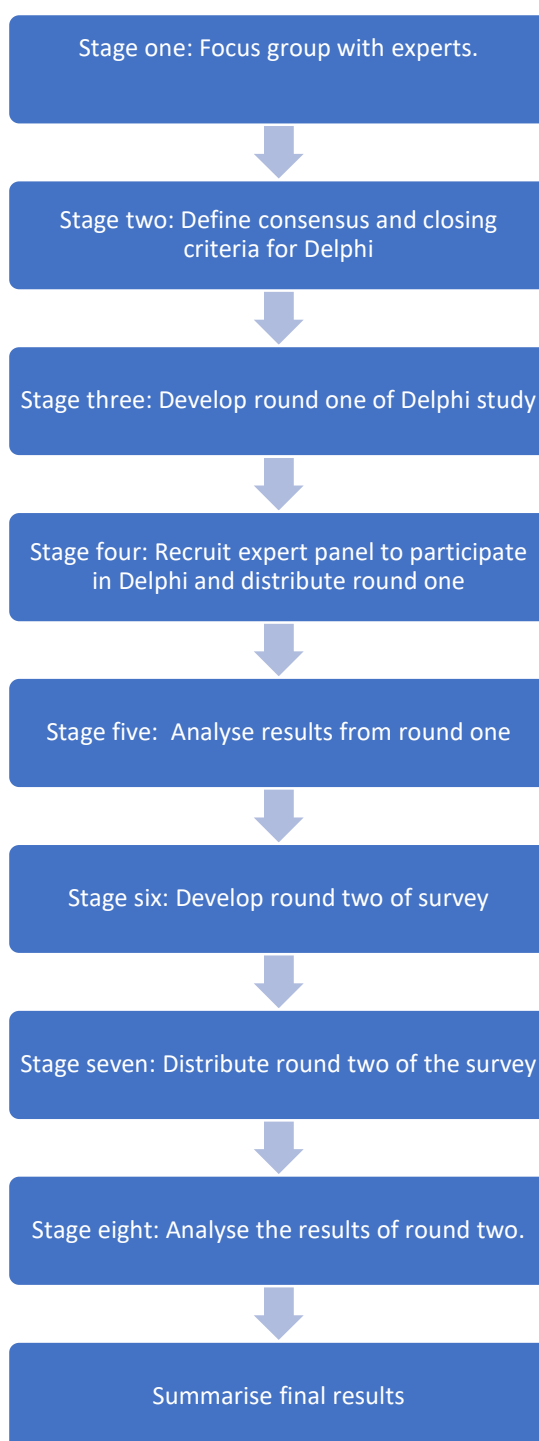 Stage one: Focus group with experts.
Stage two: Define consensus and closing
criteria for Delphi
Stage three: Develop round one of Delphi study
Stage four: Recruit expert panel to participate
in Delphi and distribute round one
Stage five:  Analyse results from round one
Stage six: Develop round two of survey
Stage seven: Distribute round two of the survey
Stage eight: Analyse the results of round two.
Summarise final results